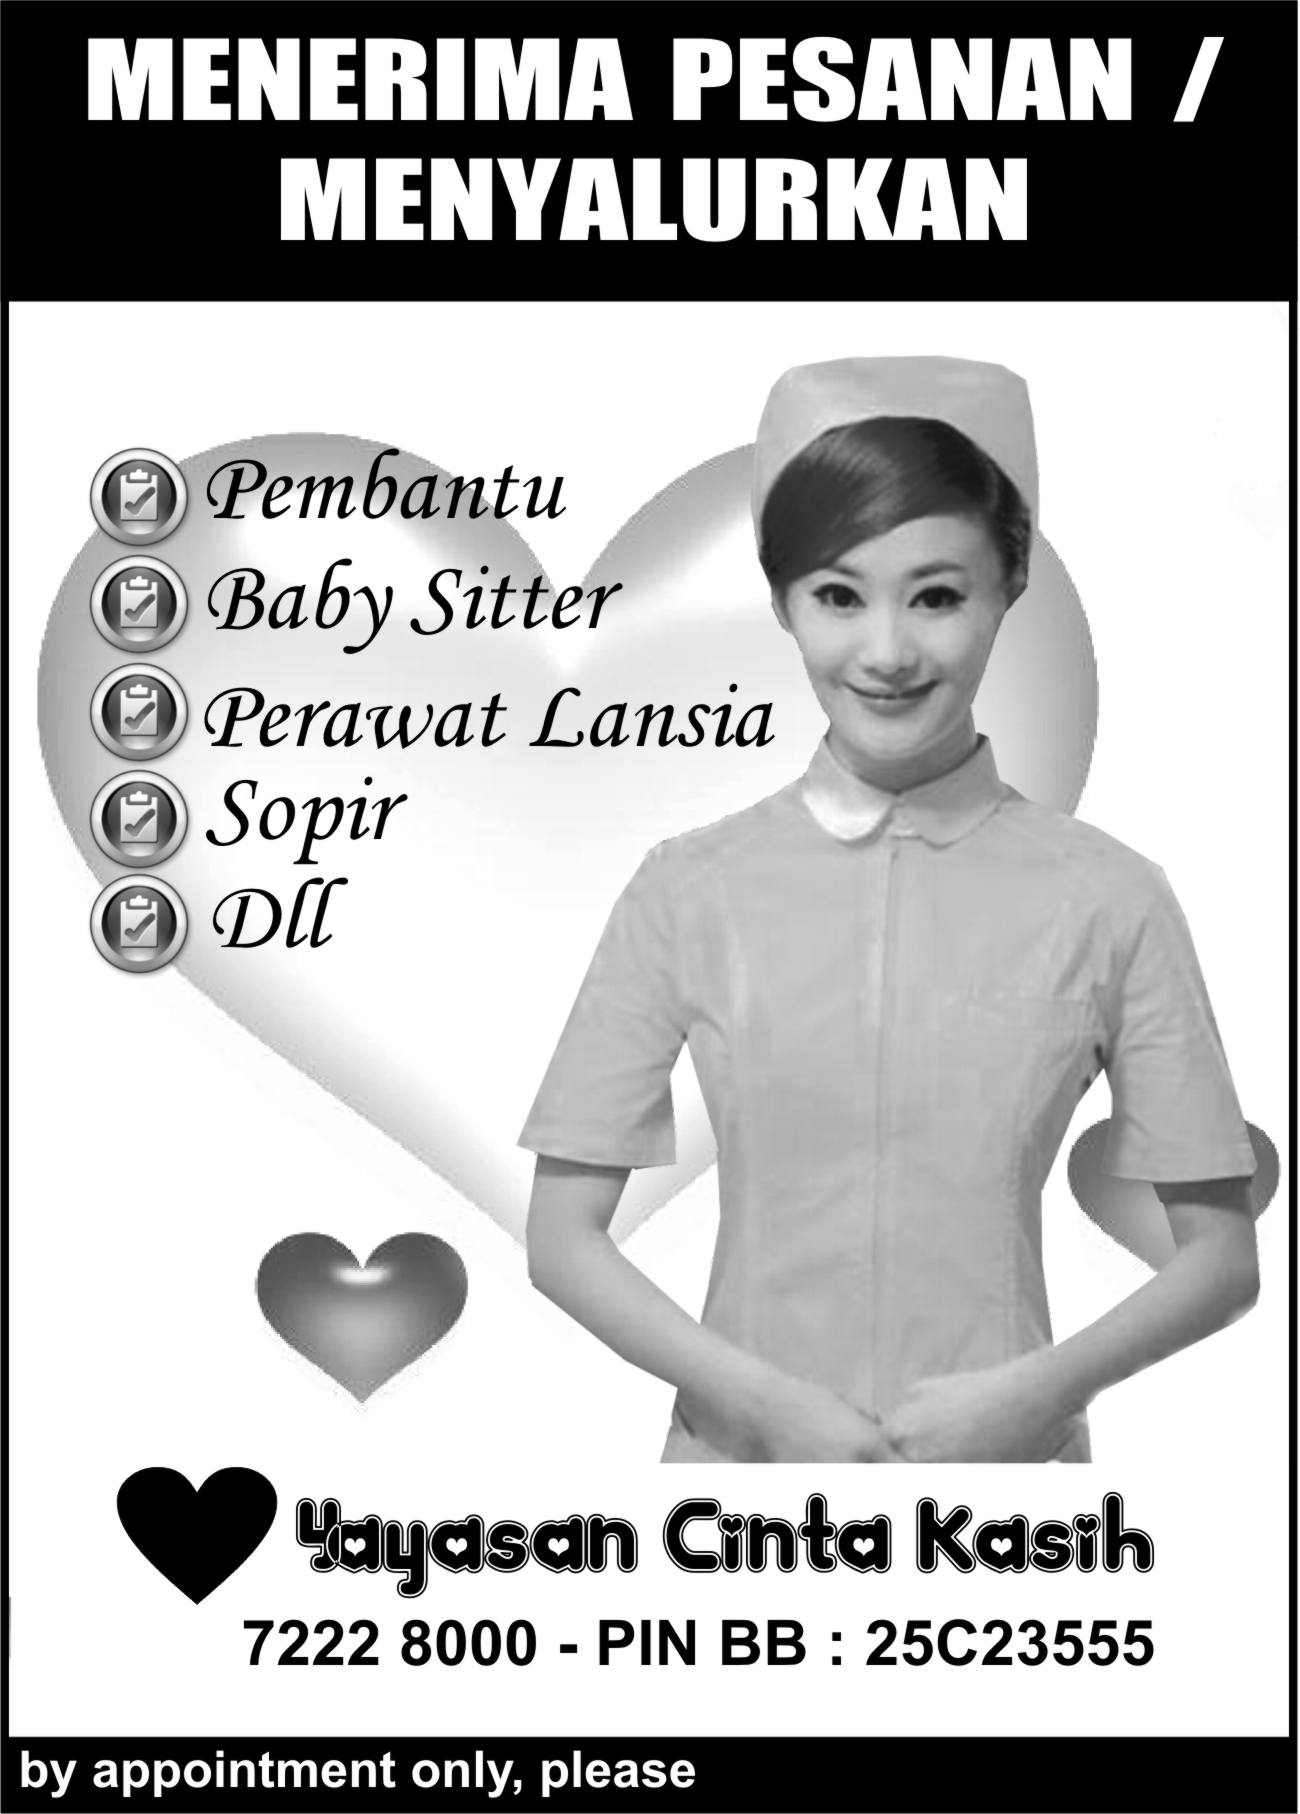 MENERIMA PESANAN /
MENYALURKAN
Pembantu
Baby Sitter
Perawat Lansia
Sopir
Dll
Yayasan Cinta Kasih
7222 8000 - PIN BB : 25C23555
by appointment only, please